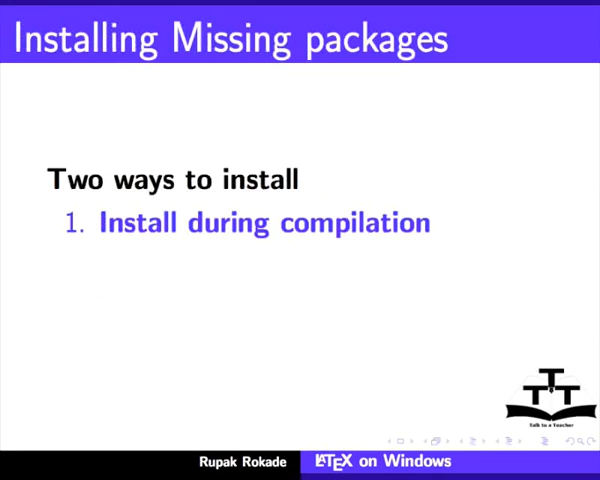 Installing Missing packages
Two ways to install
1. Install during compilation
T
T T
Talk to a Teacher
Rupak Rokade LATEX on Windows